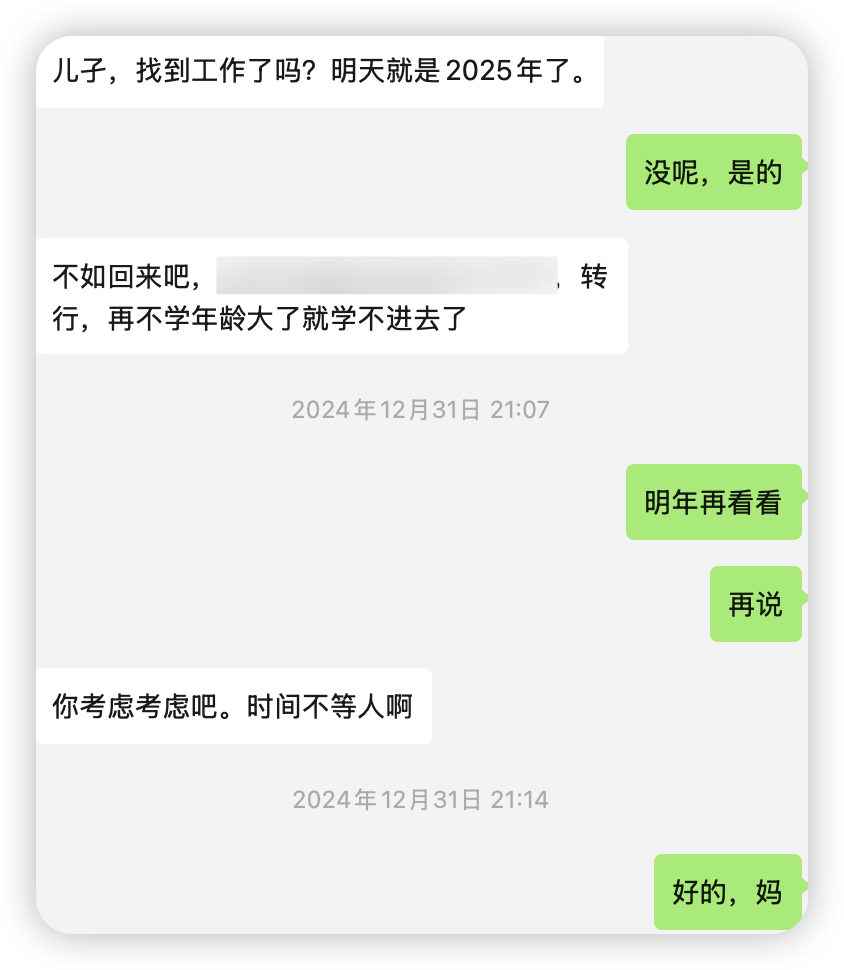 儿子，找到工作了吗？明天就是2025年了。
没呢，是的
不如回来吧，
，转
行，再不学年龄大了就学不进去了
2024年12月31日 21:07
明年再看看
再说
你考虑考虑吧。时间不等人啊
2024年12月31日 21:14
好的，妈